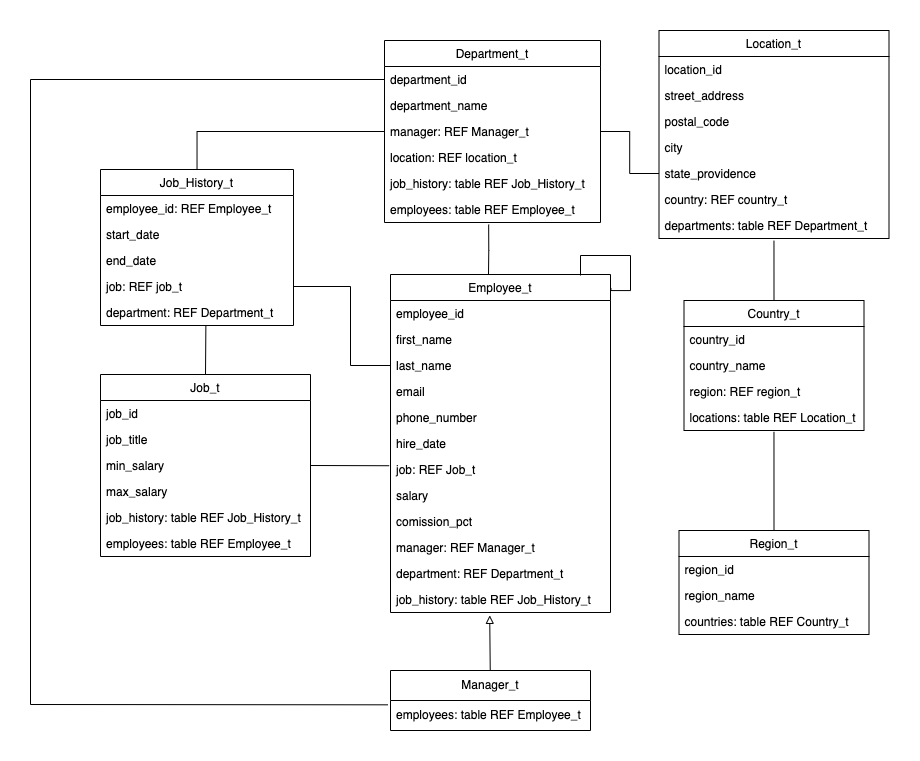 Department_t
department_id
department_name
manager: REF Manager_t
location: REF location_t
job_history: table REF Job_History_t
employees: table REF Employee_t
Location_t
location_id
street_address
postal_code
city
state_providence
country: REF country_t
departments: table REF Department_t
Job_History_t
employee_id: REF Employee_t
start_date
end_date
job: REF job_t
department: REF Department_t
Employee_t
employee_id
first_name
last_name
email
phone_number
hire_date
job: REF Job_t
salary
comission_pct
manager: REF Manager_t
department: REF Department_t
job_history: table REF Job_History_t
Country_t
country_id
country_name
region: REF region_t
locations: table REF Location_t
Job_t
job_id
job_title
min_salary
max_salary
job_history: table REF Job_History_t
employees: table REF Employee_t
Region_t
region_id
region_name
countries: table REF Country_t
Manager_t
employees: table REF Employee_t